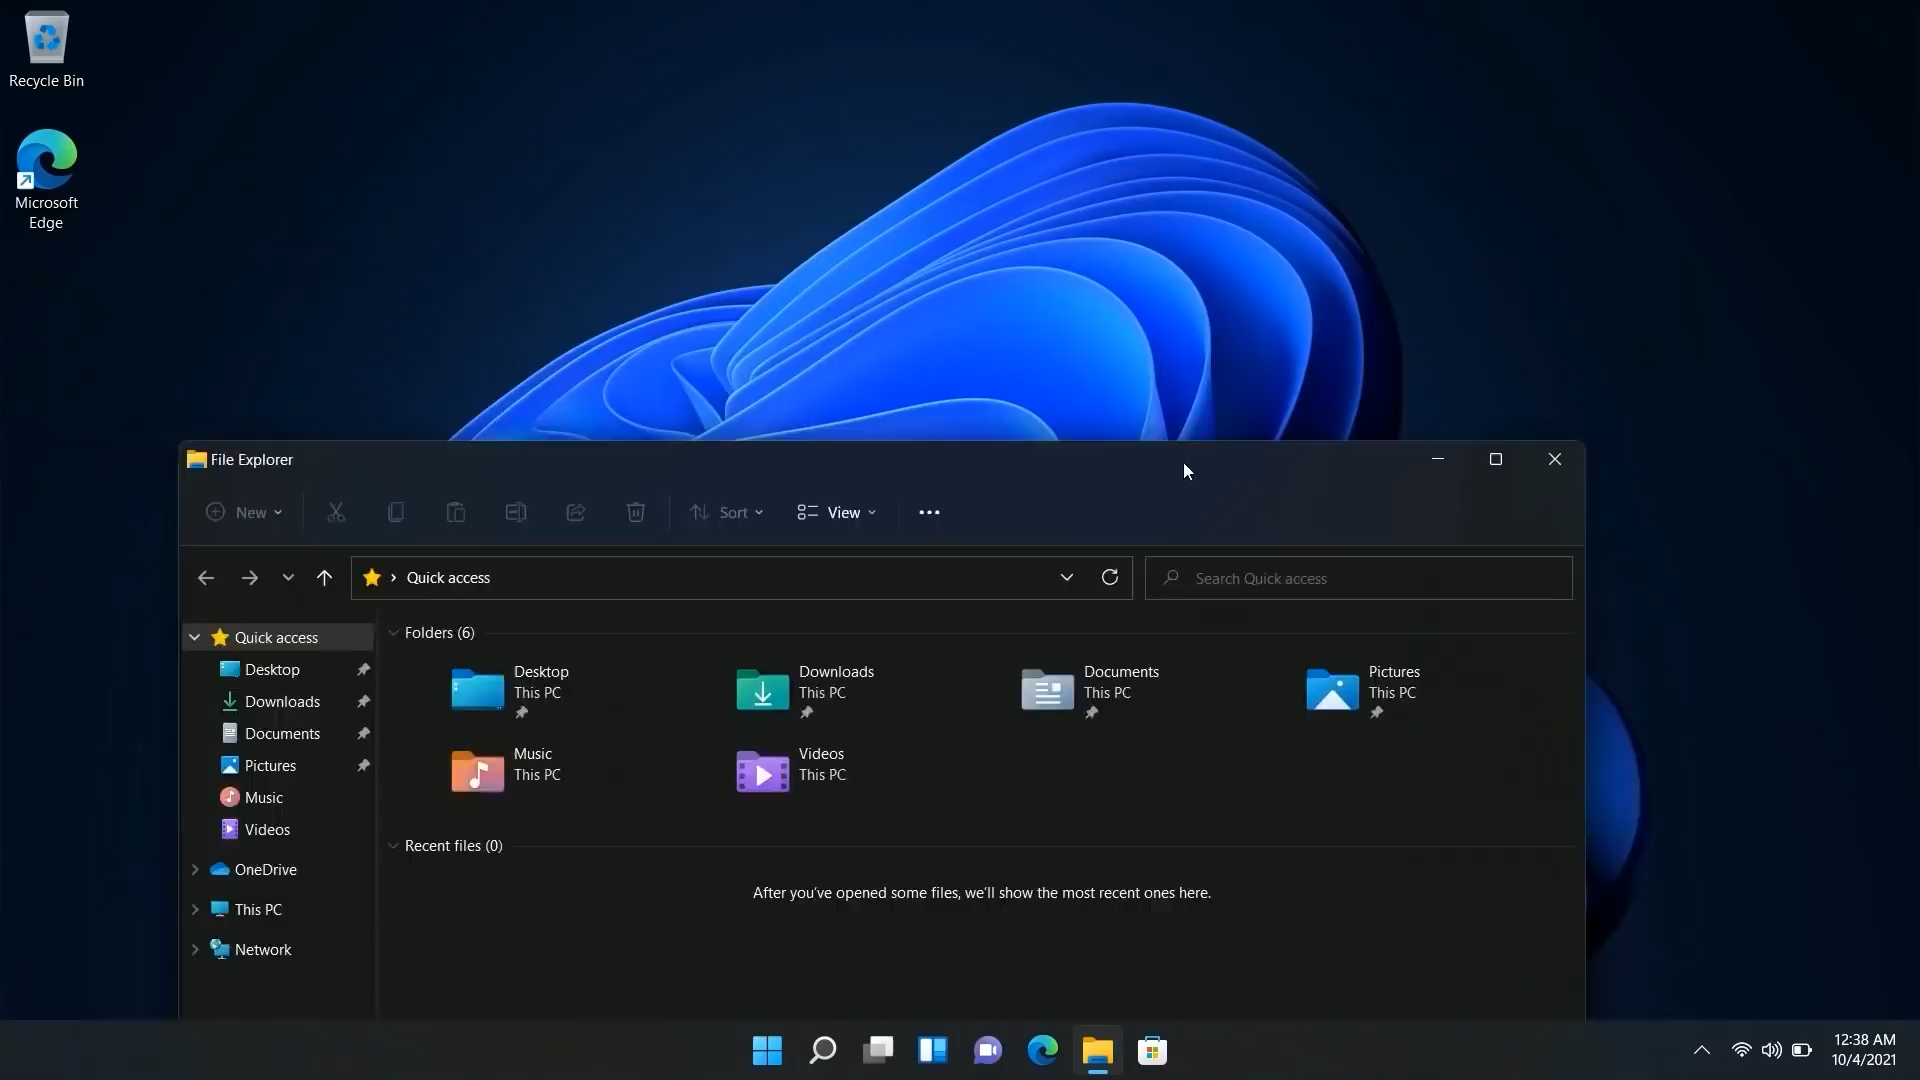 Recycle Bin
Microsoft
Edge
File Explorer
New
Sort
View
Quick access
Search Quick access
Quick access
Desktop
Downloads
Documents
Pictures
Music
Videos
OneDrive
This PC
Network
Folders (6)
Desktop
This PC
Downloads
This PC
Documents
This PC
Pictures
This PC
Music
This PC
Videos
This PC
Recent files (0)
After you've opened some files, we'll show the most recent ones here.
12:38 AM
10/4/2021